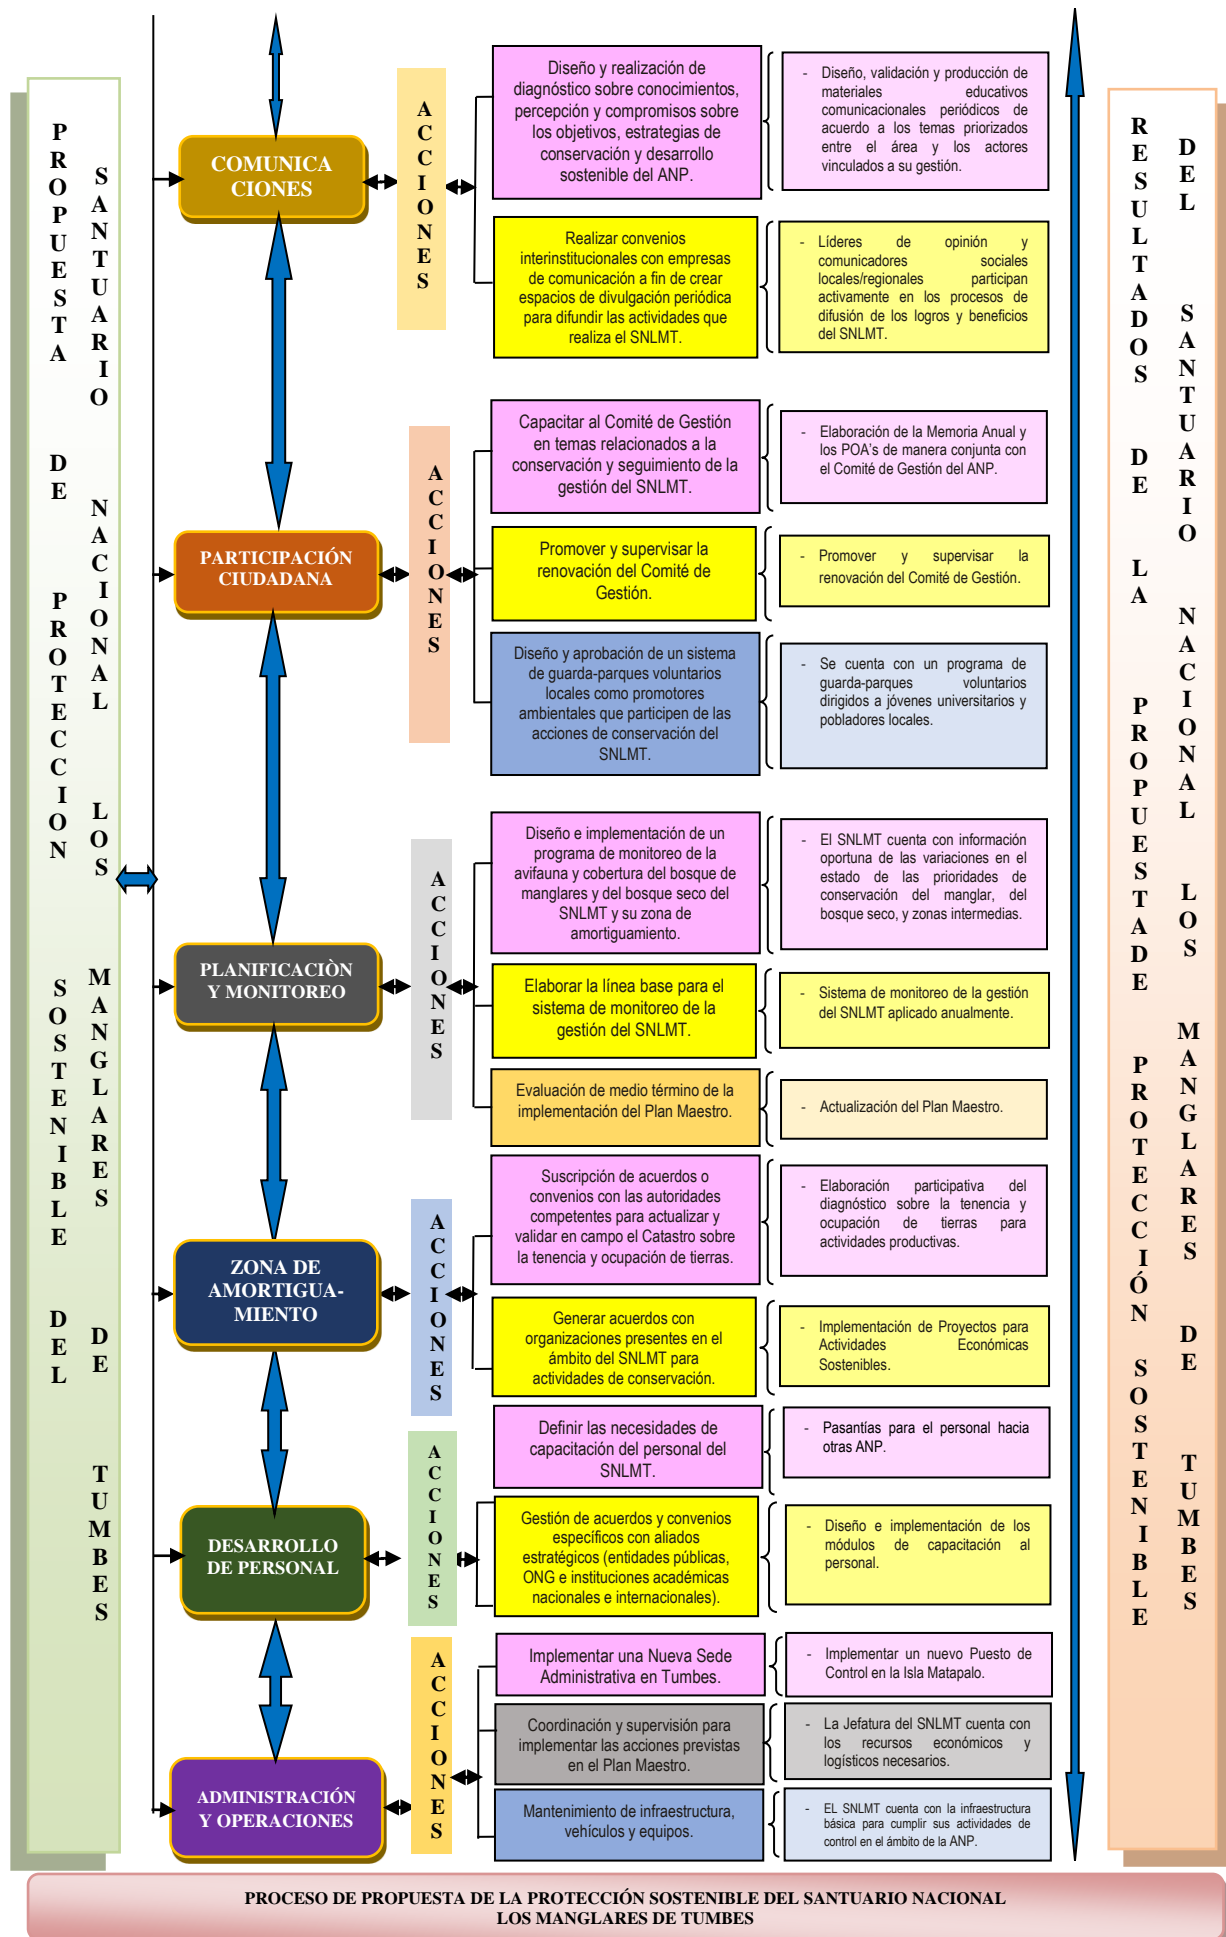 PROPUESTA DE PROTECCION SOSTENIBLE DEL
SANTUARIO NACIONAL LOS MANGLARES DE TUMBES
COMUNICA
CIONES
ACCIONES
Diseño y realización de
diagnóstico sobre conocimientos,
percepción y compromisos sobre
los objetivos, estrategias de
conservación y desarrollo
sostenible del ANP.
- Diseño, validación y producción de
materiales educativos
comunicacionales periódicos de
acuerdo a los temas priorizados
entre el área y los actores
vinculados a su gestión.
Realizar convenios
interinstitucionales con empresas
de comunicación a fin de crear
espacios de divulgación periódica
para difundir las actividades que
realiza el SNLMT.
- Líderes de opinión y
comunicadores sociales
locales/regionales participan
activamente en los procesos de
difusión de los logros y beneficios
del SNLMT.
PARTICIPACIÓN
CIUDADANA
ACCIONES
Capacitar al Comité de Gestión
en temas relacionados a la
conservación y seguimiento de la
gestión del SNLMT.
- Elaboración de la Memoria Anual y
los POA's de manera conjunta con
el Comité de Gestión del ANP.
Promover y supervisar la
renovación del Comité de
Gestión.
- Promover y supervisar la
renovación del Comité de Gestión.
Diseño y aprobación de un sistema
de guarda-parques voluntarios
locales como promotores
ambientales que participen de las
acciones de conservación del
SNLMT.
- Se cuenta con un programa de
guarda-parques voluntarios
dirigidos a jóvenes universitarios y
pobladores locales.
PLANIFICACIÒN
Y MONITOREO
ACCIONES
Diseño e implementación de un
programa de monitoreo de la
avifauna y cobertura del bosque de
manglares y del bosque seco del
SNLMT y su zona de
amortiguamiento.
- El SNLMT cuenta con información
oportuna de las variaciones en el
estado de las prioridades de
conservación del manglar, del
bosque seco, y zonas intermedias.
Elaborar la línea base para el
sistema de monitoreo de la
gestión del SNLMT.
- Sistema de monitoreo de la gestión
del SNLMT aplicado anualmente.
Evaluación de medio término de la
implementación del Plan Maestro.
- Actualización del Plan Maestro.
ZONA DE
AMORTIGUA-
MIENTO
ACCIONES
Suscripción de acuerdos o
convenios con las autoridades
competentes para actualizar y
validar en campo el Catastro sobre
la tenencia y ocupación de tierras.
- Elaboración participativa del
diagnóstico sobre la tenencia y
ocupación de tierras para
actividades productivas.
Generar acuerdos con
organizaciones presentes en el
ámbito del SNLMT para
actividades de conservación.
- Implementación de Proyectos para
Actividades Económicas
Sostenibles.
DESARROLLO
DE PERSONAL
ACCIONES
Definir las necesidades de
capacitación del personal del
SNLMT.
- Pasantías para el personal hacia
otras ANP.
Gestión de acuerdos y convenios
específicos con aliados
estratégicos (entidades públicas,
ONG e instituciones académicas
nacionales e internacionales).
- Diseño e implementación de los
módulos de capacitación al
personal.
ADMINISTRACIÓN
Y OPERACIONES
ACCIONES
Implementar una Nueva Sede
Administrativa en Tumbes.
- Implementar un nuevo Puesto de
Control en la Isla Matapalo.
Coordinación y supervisión para
implementar las acciones previstas
en el Plan Maestro.
- La Jefatura del SNLMT cuenta con
los recursos económicos y
logísticos necesarios.
Mantenimiento de infraestructura,
vehículos y equipos.
- EL SNLMT cuenta con la infraestructura
básica para cumplir sus actividades de
control en el ámbito de la ANP.
RESULTADOS DE LA PROPUESTADE PROTECCIÓN SOSTENIBLE
DEL SANTUARIO NACIONAL LOS MANGLARES DE TUMBES
PROCESO DE PROPUESTA DE LA PROTECCIÓN SOSTENIBLE DEL SANTUARIO NACIONAL
LOS MANGLARES DE TUMBES